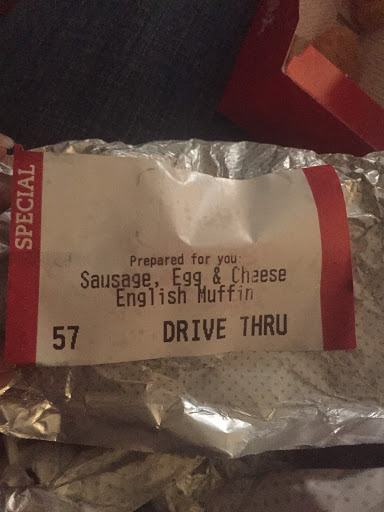 SPECIAL
Prepared for you:
Sausage, Egg & Cheese
English Muffin
57 DRIVE THRU